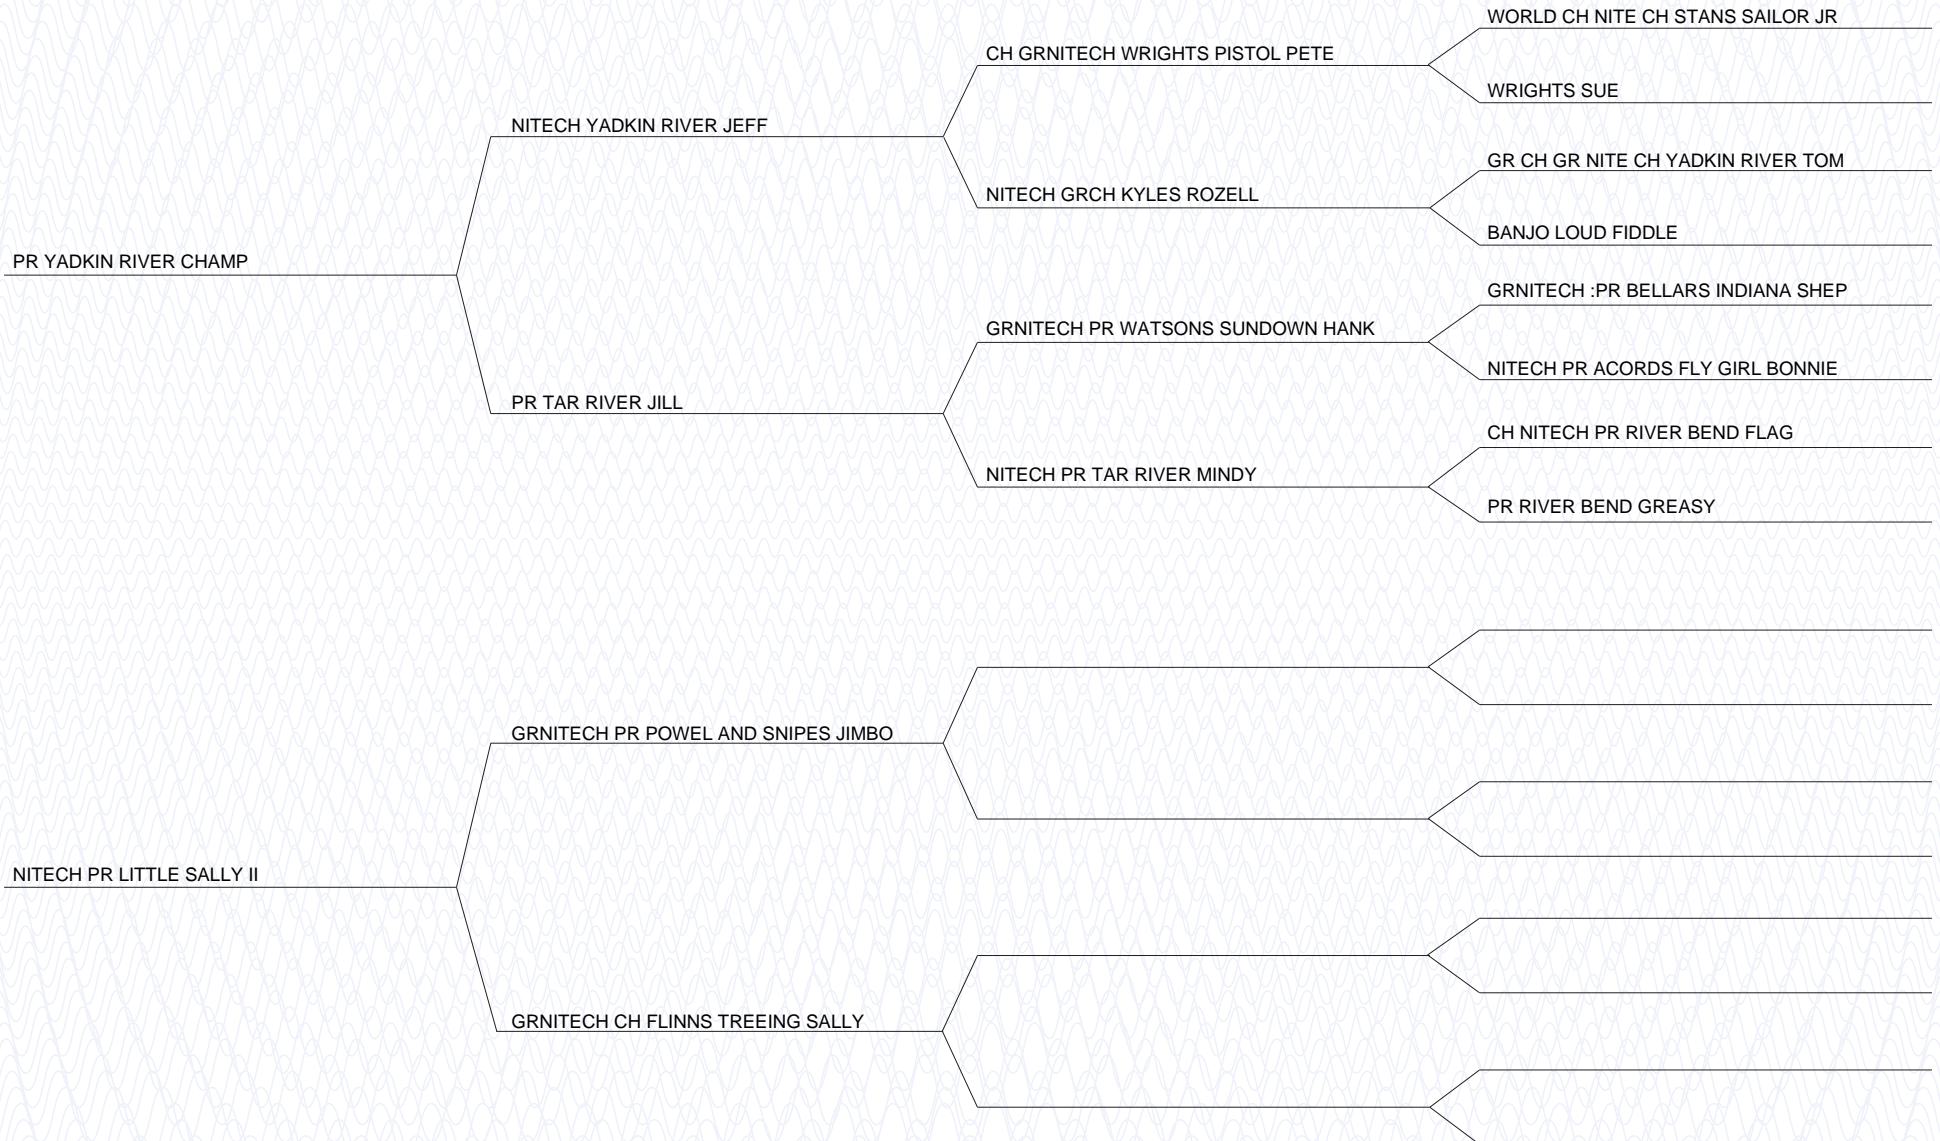 WORLD CH NITE CH STANS SAILOR JR
CH GRNITECH WRIGHTS PISTOL PETE
WRIGHTS SUE
NITECH YADKIN RIVER JEFF
GR CH GR NITE CH YADKIN RIVER TOM
NITECH GRCH KYLES ROZELL
BANJO LOUD FIDDLE
PR YADKIN RIVER CHAMP
GRNITECH :PR BELLARS INDIANA SHEP
GRNITECH PR WATSONS SUNDOWN HANK
NITECH PR ACORDS FLY GIRL BONNIE
PR TAR RIVER JILL
CH NITECH PR RIVER BEND FLAG
NITECH PR TAR RIVER MINDY
PR RIVER BEND GREASY
GRNITECH PR POWEL AND SNIPES JIMBO
NITECH PR LITTLE SALLY II
GRNITECH CH FLINNS TREEING SALLY